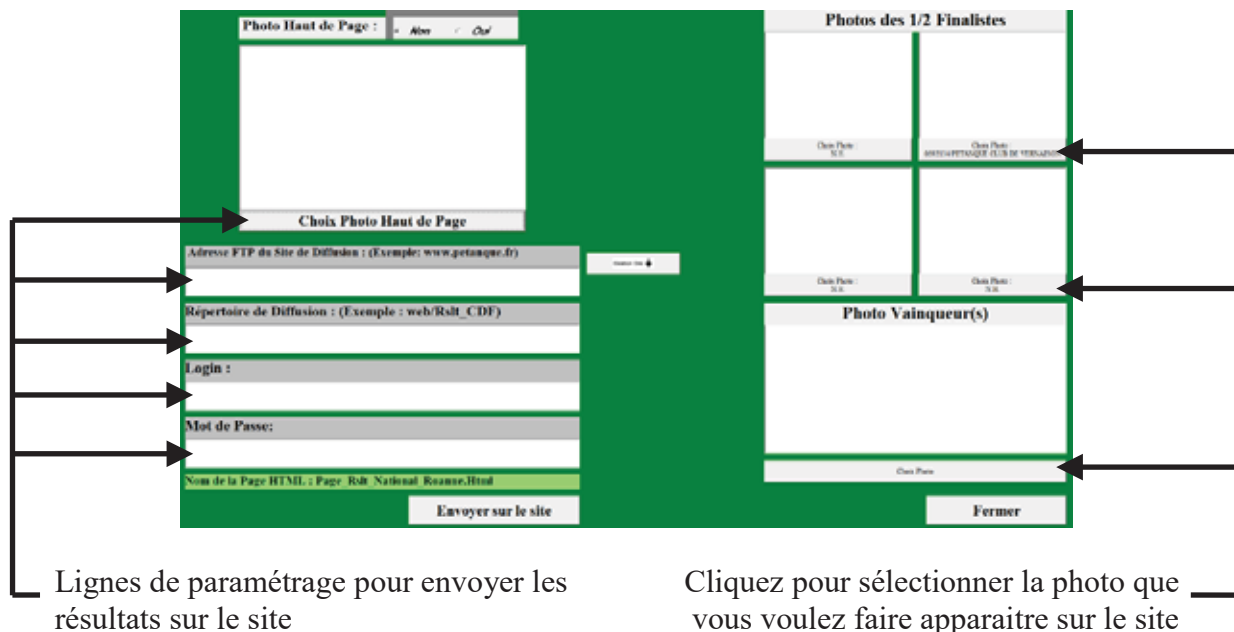 Photo Haut de Page :
Non Oui
Choix Photo Haut de Page
Adresse FTP du Site de Diffusion : (Exemple: www.petanque.fr)
Répertoire de Diffusion : (Exemple : web/Rslt_CDF)
Login :
Mot de Passe:
Nom de la Page HTML : Page_Rslt_National_Roanne.Html
Envoyer sur le site
Photos des 1/2 Finalistes
Choix Photo :
Choix Photo :
PETANQUE CLUB DE
Choix Photo :
Choix Photo :
Photo Vainqueur(s)
Choix Photo
Fermer
Lignes de paramétrage pour envoyer les
résultats sur le site
Cliquez pour sélectionner la photo que
vous voulez faire apparaitre sur le site